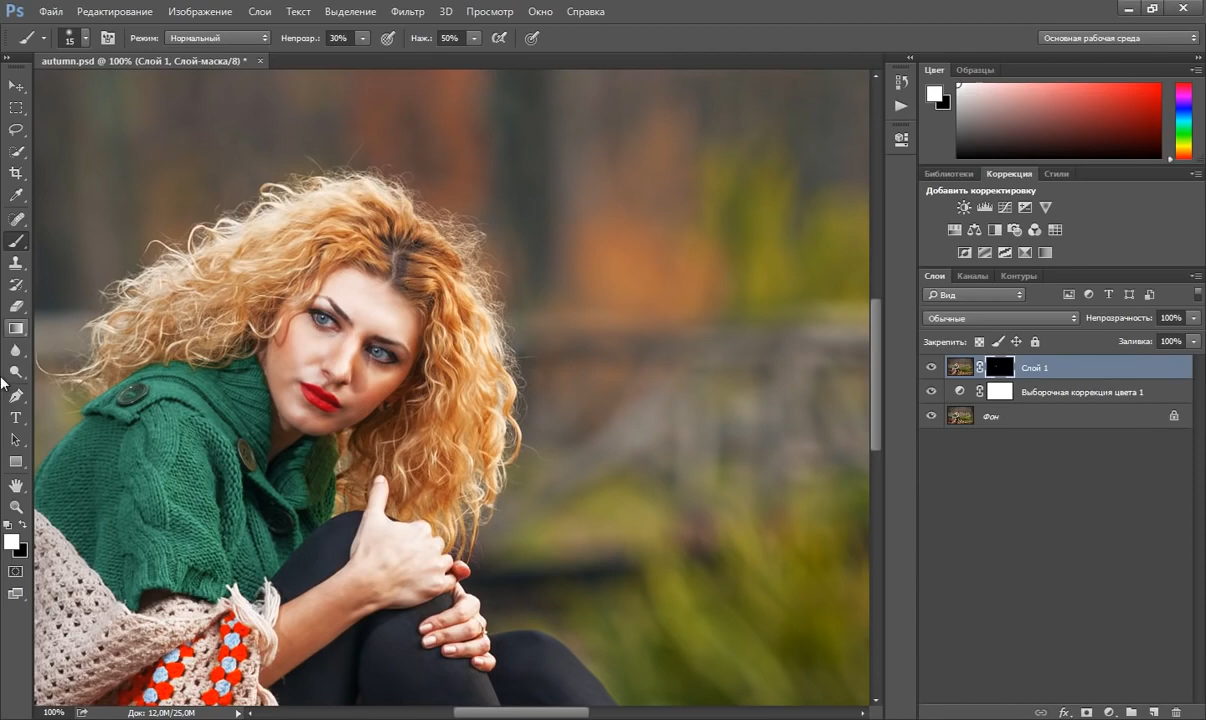 Ps Файл Редактирование Изображение Слои Текст Выделение Фильтр 3D Просмотр Окно Справка
15 Режим: Нормальный Непрозр.: 30% Наж.: 50% Основная рабочая среда
autumn.psd @ 100% (Слой 1, Слой-маска/8) * ×
Цвет Образцы
Библиотеки Коррекция Стили
Добавить корректировку
Слои Каналы Контуры
Вид
Обычные Непрозрачность: 100%
Закрепить: Заливка: 100%
Слой 1
Выборочная коррекция цвета 1
Фон
100% Док: 12,0M/25,0M